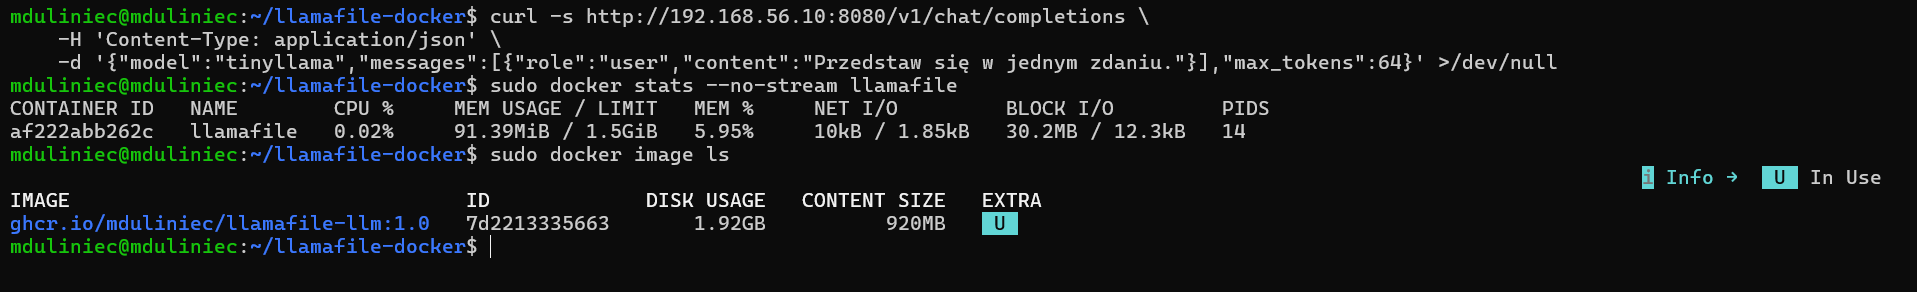 mduliniec@mduliniec:~/llamafile-docker$ curl -s http://192.168.56.10:8080/v1/chat/completions \
    -H 'Content-Type: application/json' \
    -d '{"model":"tinyllama","messages":[{"role":"user","content":"Przedstaw się w jednym zdaniu."}],"max_tokens":64}' >/dev/null
mduliniec@mduliniec:~/llamafile-docker$ sudo docker stats --no-stream llamafile
CONTAINER ID   NAME        CPU %     MEM USAGE / LIMIT   MEM %     NET I/O         BLOCK I/O         PIDS
af222abb262c   llamafile   0.02%     91.39MiB / 1.5GiB   5.95%     10kB / 1.85kB   30.2MB / 12.3kB   14
mduliniec@mduliniec:~/llamafile-docker$ sudo docker image ls
i Info →   U  In Use
IMAGE                                 ID             DISK USAGE   CONTENT SIZE   EXTRA
ghcr.io/mduliniec/llamafile-llm:1.0   7d2213335663       1.92GB          920MB    U
mduliniec@mduliniec:~/llamafile-docker$